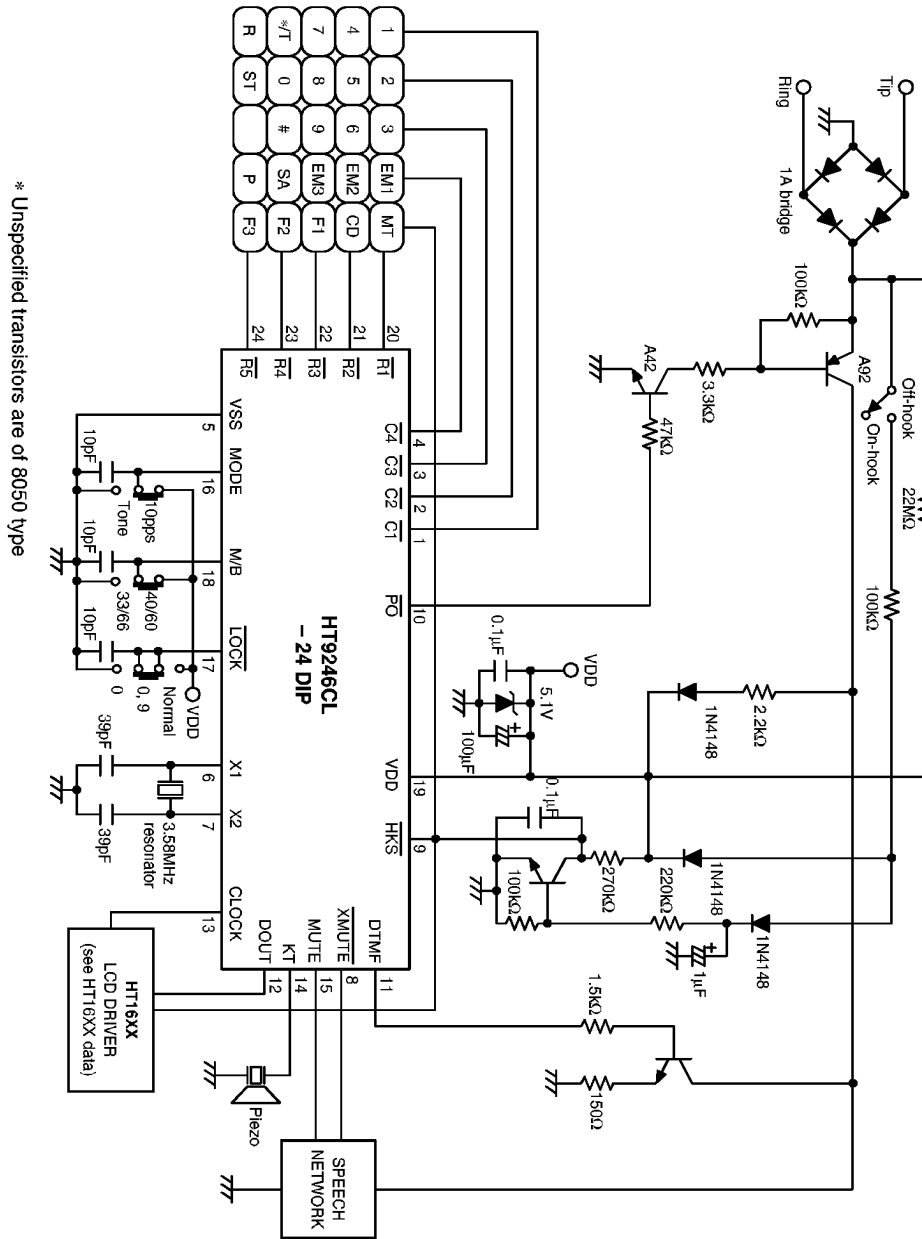 Tip
Ring
1A bridge
100kΩ
A92
Off-hook
On-hook
22MΩ
100kΩ
A42
3.3kΩ
47kΩ
2.2kΩ
1N4148
VDD
0.1µF
5.1V
100µF
0.1µF
270kΩ
1N4148
220kΩ
100kΩ
1N4148
1µF
1.5kΩ
150Ω
1 2 3 EM1 MT
4 5 6 EM2 CD
7 8 9 EM3 F1
*/T 0 # SA F2
R ST P F3
20 R1
21 R2
22 R3
23 R4
24 R5
C4 4
C3 3
C2 2
C1 1
PO 10
VDD 19
HKS 9
DTMF 11
XMUTE 8
MUTE 15
KT 14
DOUT 12
CLOCK 13
X2 7
X1 6
LOCK 17
M/B 18
MODE 16
VSS 5
HT9246CL
– 24 DIP
10pF
10pps
Tone
10pF
40/60
33/66
10pF
Normal
0, 9
0
VDD
39pF
39pF
3.58MHz
resonator
HT16XX
LCD DRIVER
(see HT16XX data)
Piezo
SPEECH
NETWORK
* Unspecified transistors are of 8050 type